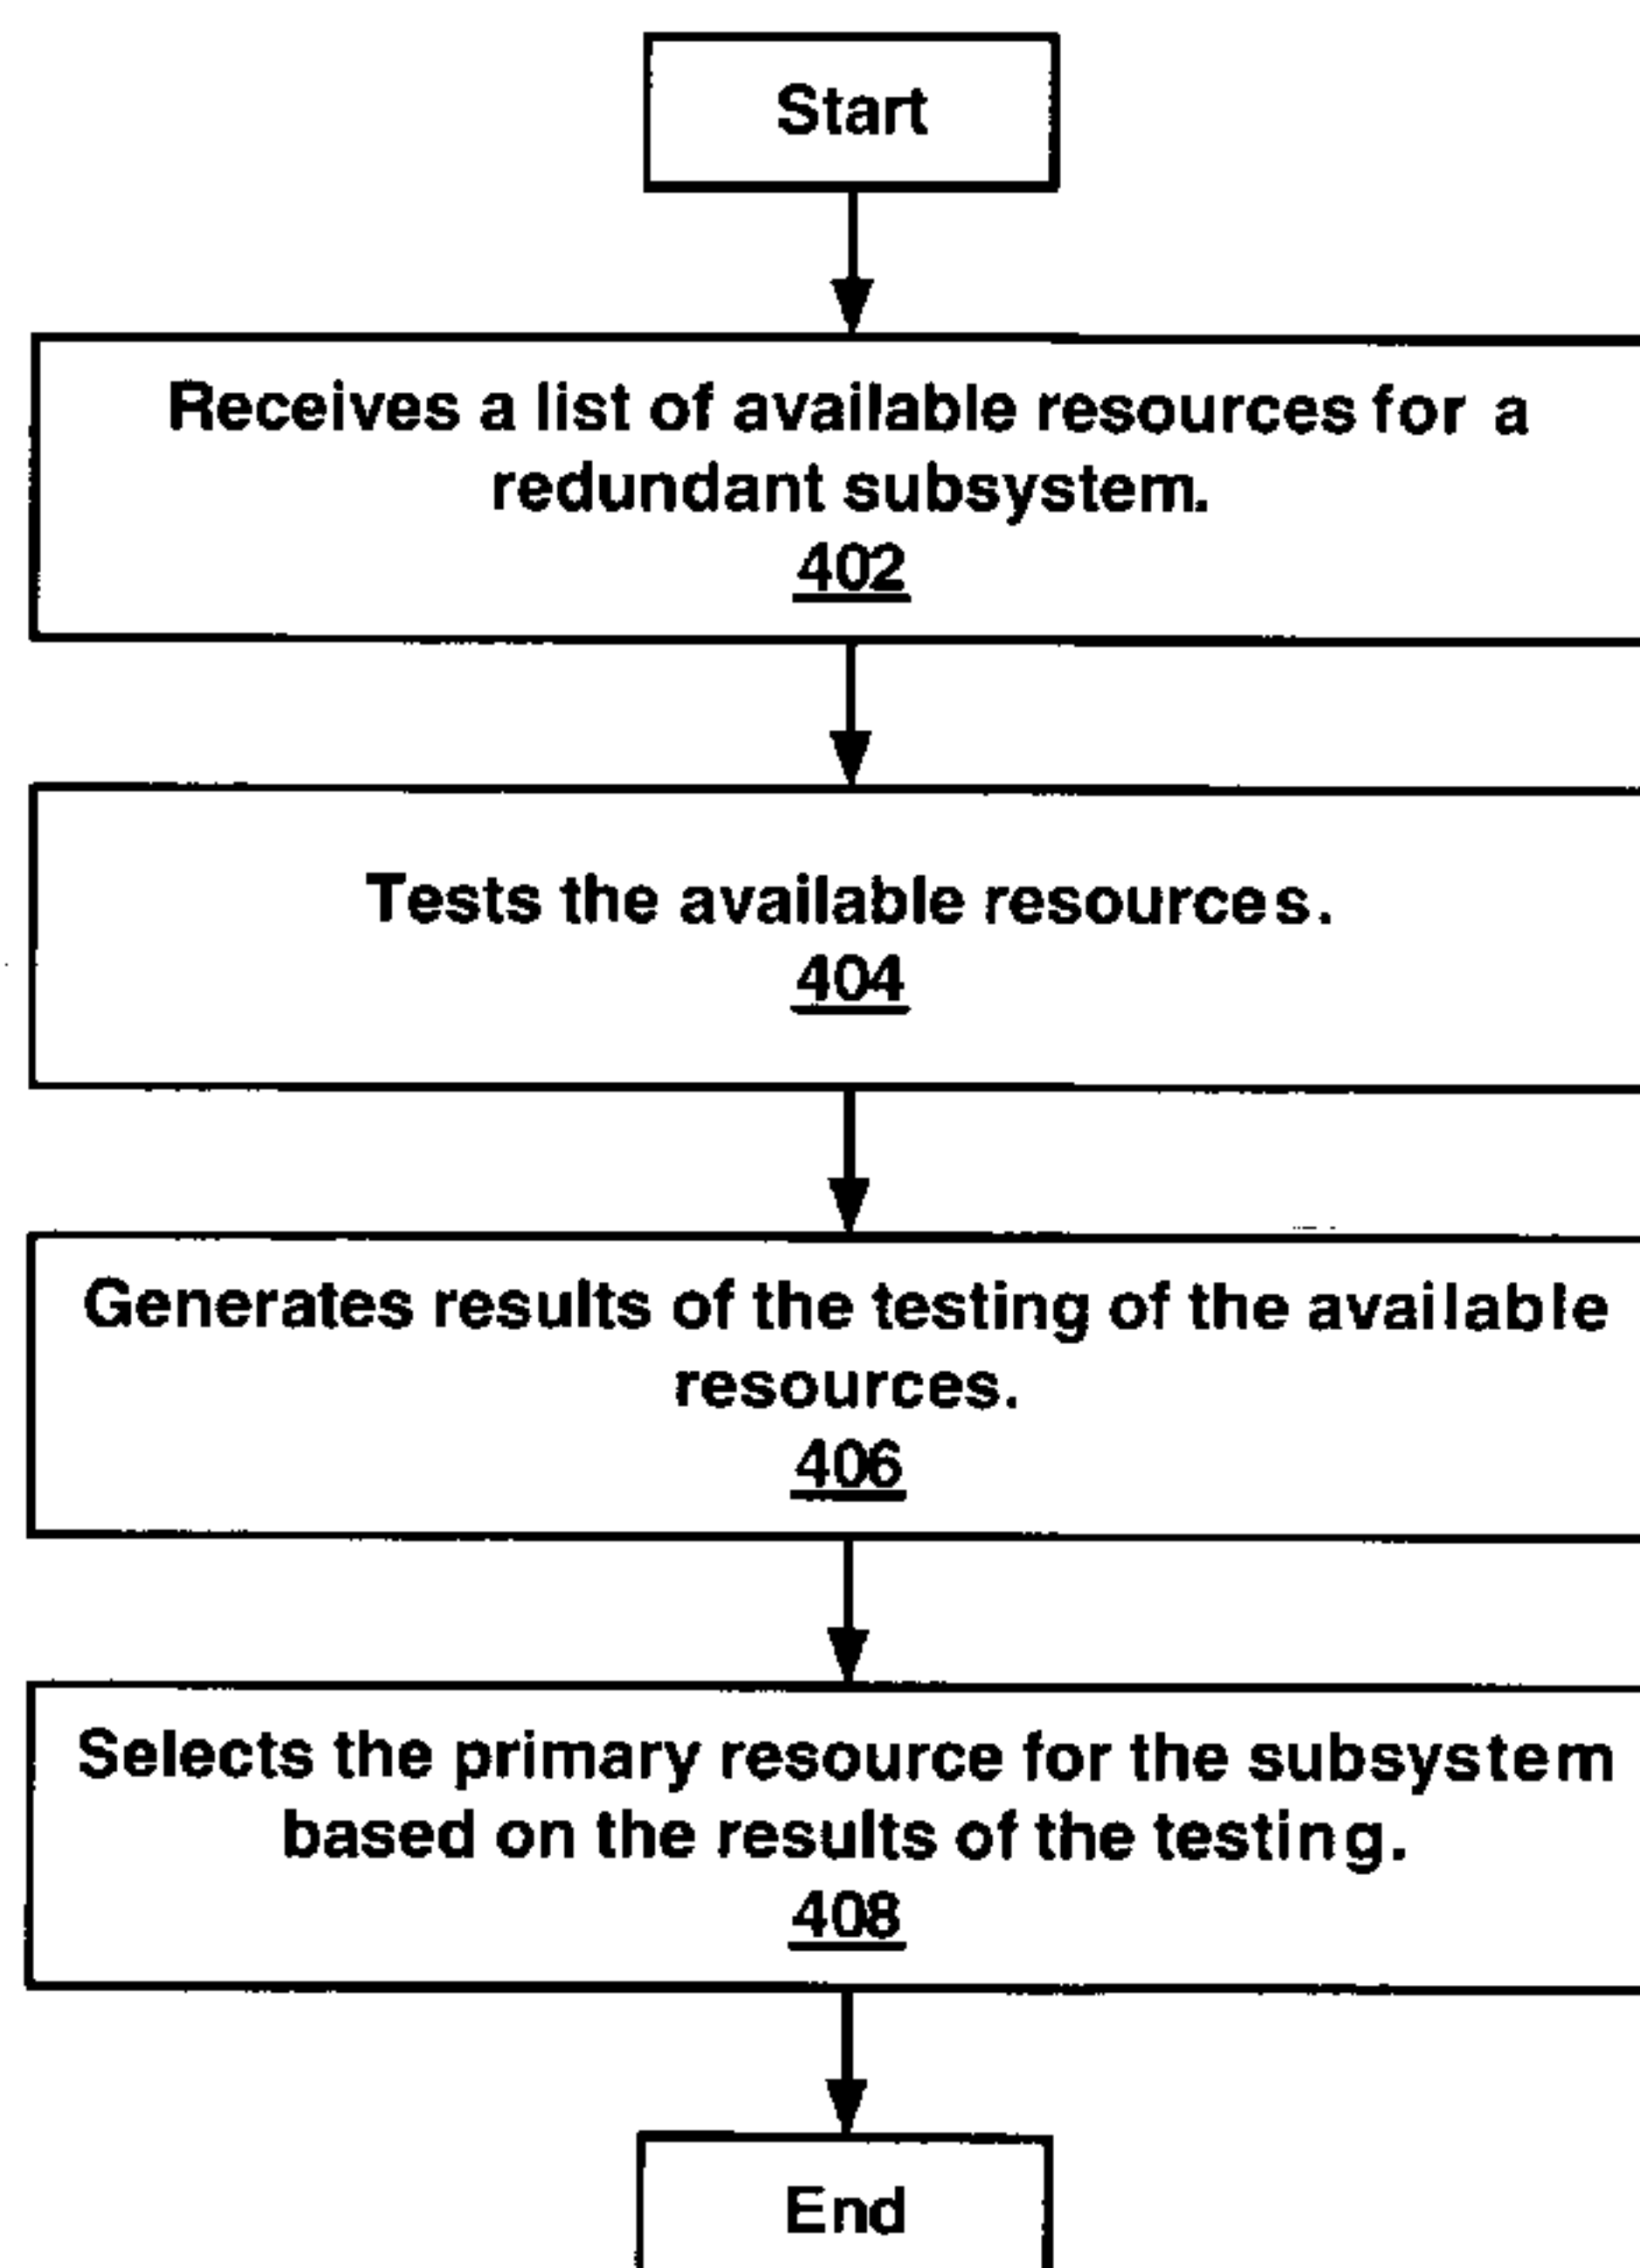 Start
Receives a list of available resources for a
redundant subsystem.
402
Tests the available resources.
404
Generates results of the testing of the available
resources.
406
Selects the primary resource for the subsystem
based on the results of the testing.
408
End